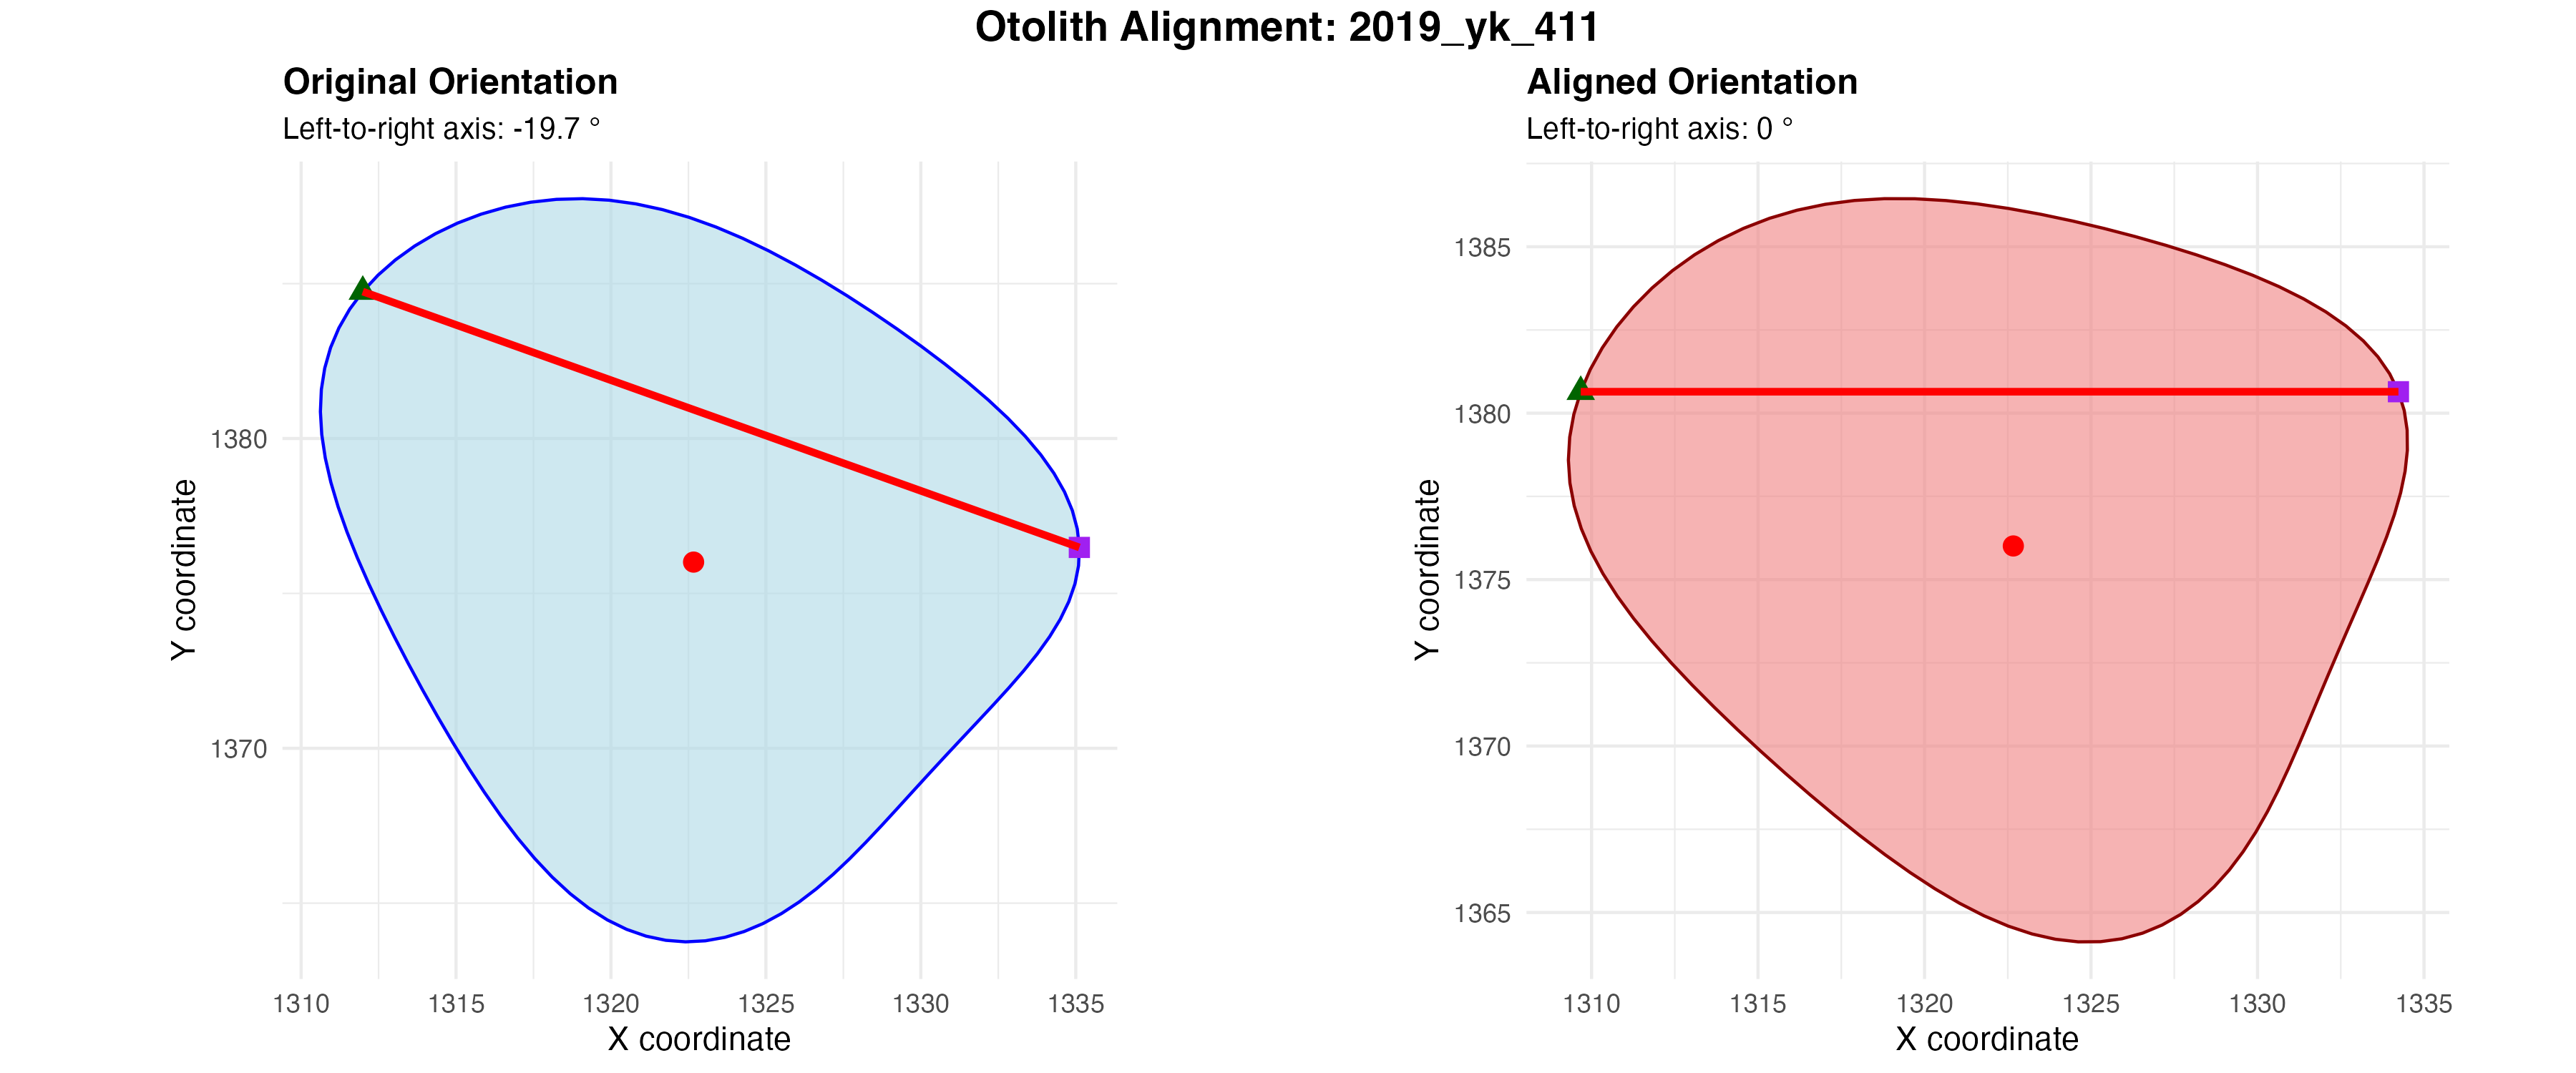 Otolith Alignment: 2019_yk_411
Original Orientation
Left-to-right axis: -19.7 °
Y coordinate
1380
1370
1310 1315 1320 1325 1330 1335
X coordinate
Aligned Orientation
Left-to-right axis: 0 °
Y coordinate
1385
1380
1375
1370
1365
1310 1315 1320 1325 1330 1335
X coordinate